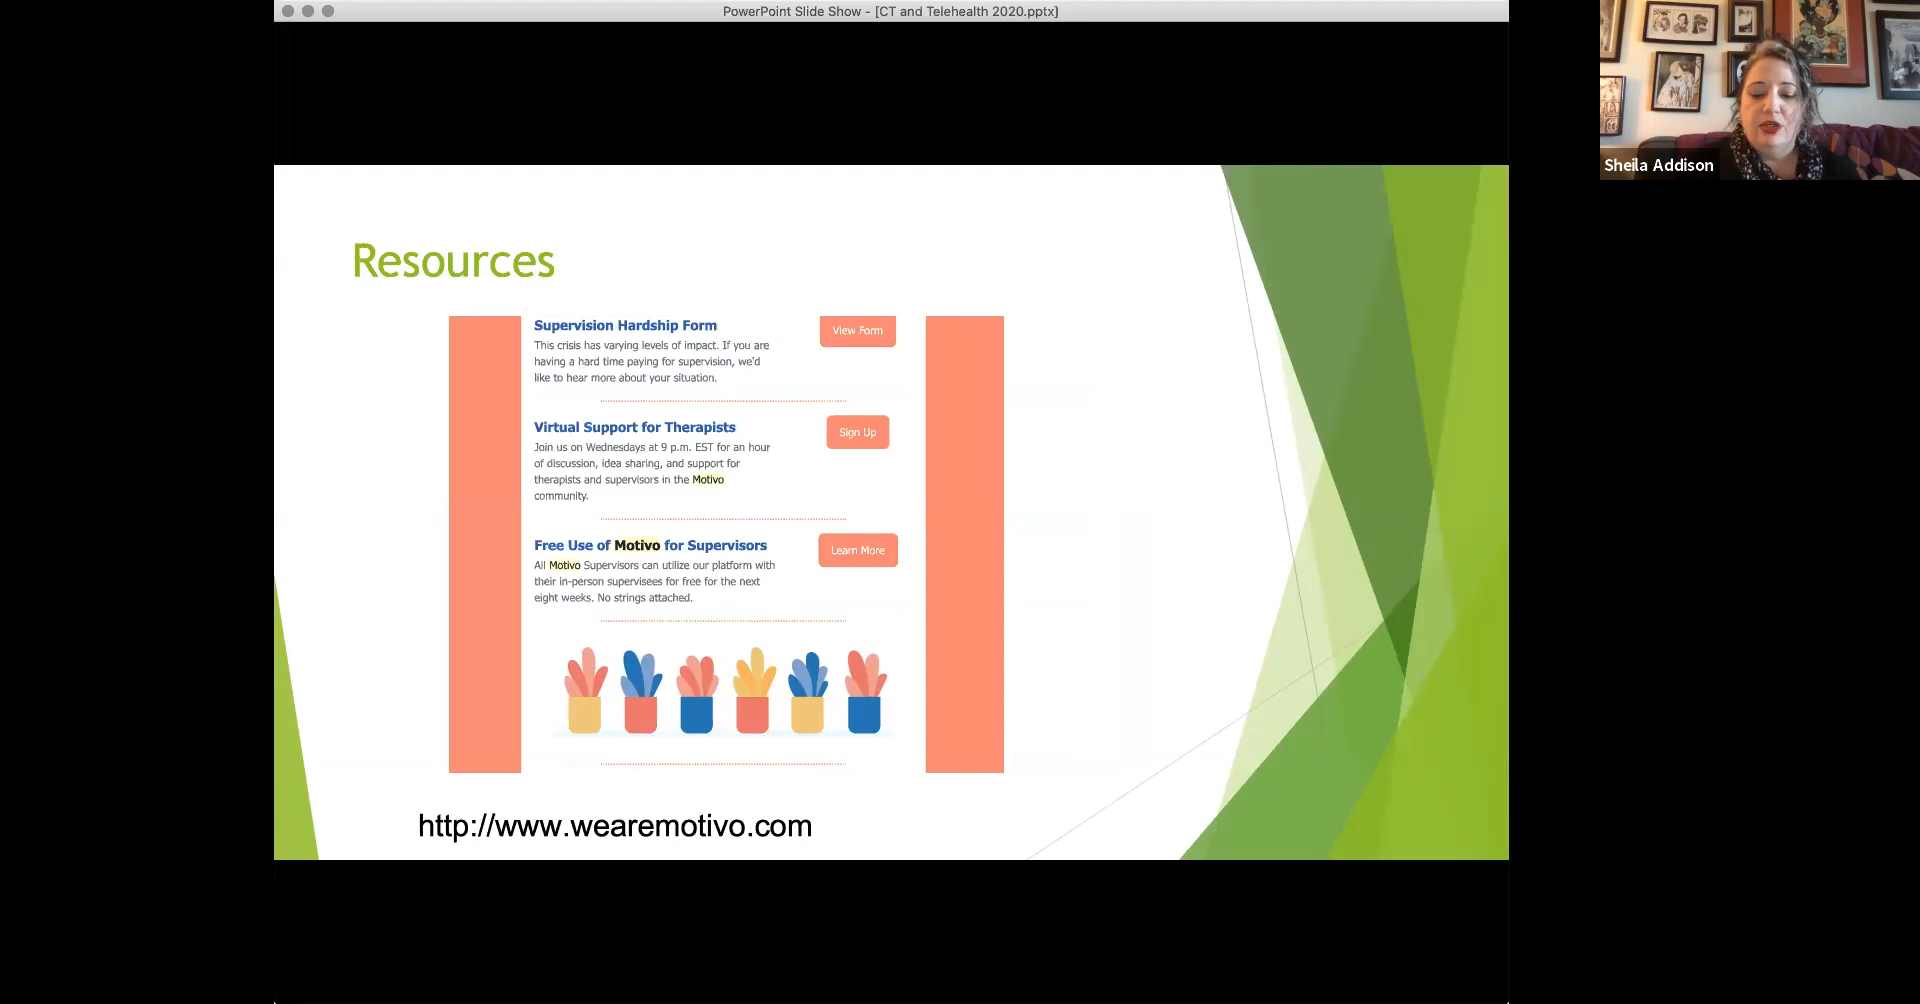 PowerPoint Slide Show - [CT and Telehealth 2020.pptx]
Sheila Addison
Resources
Supervision Hardship Form
View Form
This crisis has varying levels of impact. If you are
having a hard time paying for supervision, we'd
like to hear more about your situation.
Virtual Support for Therapists
Sign Up
Join us on Wednesdays at 9 p.m. EST for an hour
of discussion, idea sharing, and support for
therapists and supervisors in the Motivo
community.
Free Use of Motivo for Supervisors
Learn More
All Motivo Supervisors can utilize our platform with
their in-person supervisees for free for the next
eight weeks. No strings attached.
http://www.wearemotivo.com